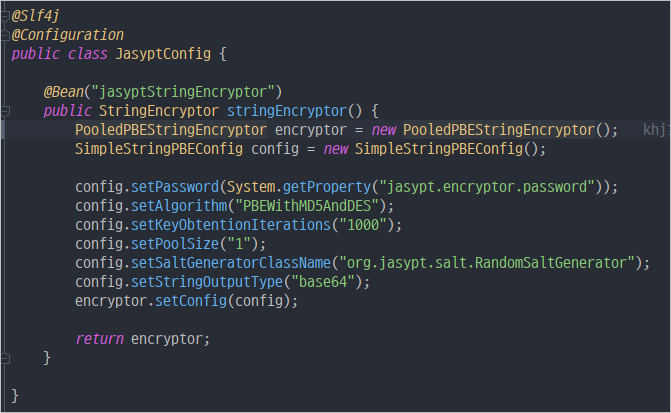 @Slf4j
@Configuration
public class JasyptConfig {
@Bean("jasyptStringEncryptor")
public StringEncryptor stringEncryptor() {
PooledPBEStringEncryptor encryptor = new PooledPBEStringEncryptor();
SimpleStringPBEConfig config = new SimpleStringPBEConfig();
config.setPassword(System.getProperty("jasypt.encryptor.password"));
config.setAlgorithm("PBEWithMD5AndDES");
config.setKeyObtentionIterations("1000");
config.setPoolSize("1");
config.setSaltGeneratorClassName("org.jasypt.salt.RandomSaltGenerator");
config.setStringOutputType("base64");
encryptor.setConfig(config);
return encryptor;
}
}